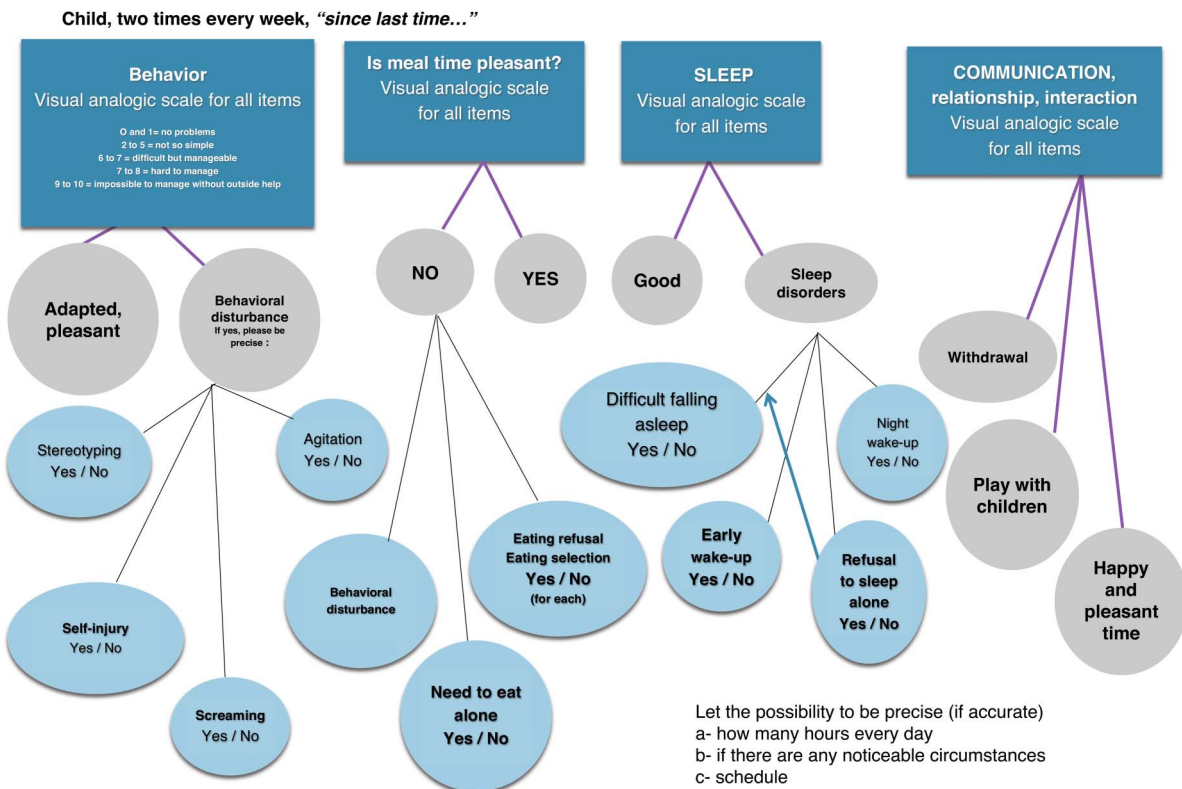 Child, two times every week, “since last time…”
Behavior
Visual analogic scale for all items
O and 1= no problems
2 to 5 = not so simple
6 to 7 = difficult but manageable
7 to 8 = hard to manage
9 to 10 = impossible to manage without outside help
Is meal time pleasant?
Visual analogic scale
for all items
SLEEP
Visual analogic scale
for all items
COMMUNICATION,
relationship, interaction
Visual analogic scale
for all items
Adapted,
pleasant
Behavioral
disturbance
If yes, please be
precise :
NO
YES
Good
Sleep
disorders
Withdrawal
Play with
children
Happy
and
pleasant
time
Stereotyping
Yes / No
Agitation
Yes / No
Self-injury
Yes / No
Screaming
Yes / No
Behavioral
disturbance
Eating refusal
Eating selection
Yes / No
(for each)
Need to eat
alone
Yes / No
Difficult falling
asleep
Yes / No
Night
wake-up
Yes / No
Early
wake-up
Yes / No
Refusal
to sleep
alone
Yes / No
Let the possibility to be precise (if accurate)
a- how many hours every day
b- if there are any noticeable circumstances
c- schedule